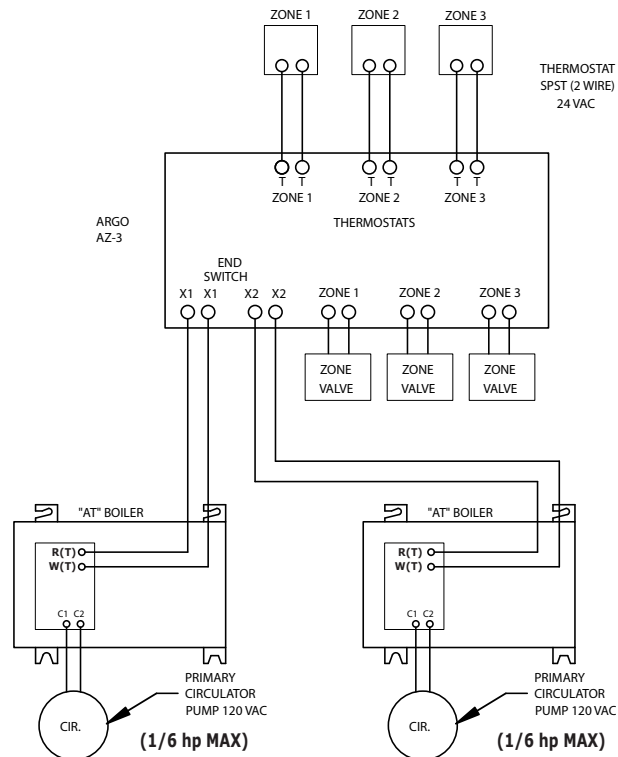 ZONE 1
ZONE 2
ZONE 3
THERMOSTAT
SPST (2 WIRE)
24 VAC
T T
T T
T T
ZONE 1
ZONE 2
ZONE 3
THERMOSTATS
ARGO
AZ-3
END
SWITCH
X1 X1 X2 X2
ZONE 1
ZONE 2
ZONE 3
ZONE
VALVE
ZONE
VALVE
ZONE
VALVE
"AT" BOILER
R(T)
W(T)
C1 C2
CIR.
PRIMARY
CIRCULATOR
PUMP 120 VAC
(1/6 hp MAX)
"AT" BOILER
R(T)
W(T)
C1 C2
CIR.
PRIMARY
CIRCULATOR
PUMP 120 VAC
(1/6 hp MAX)